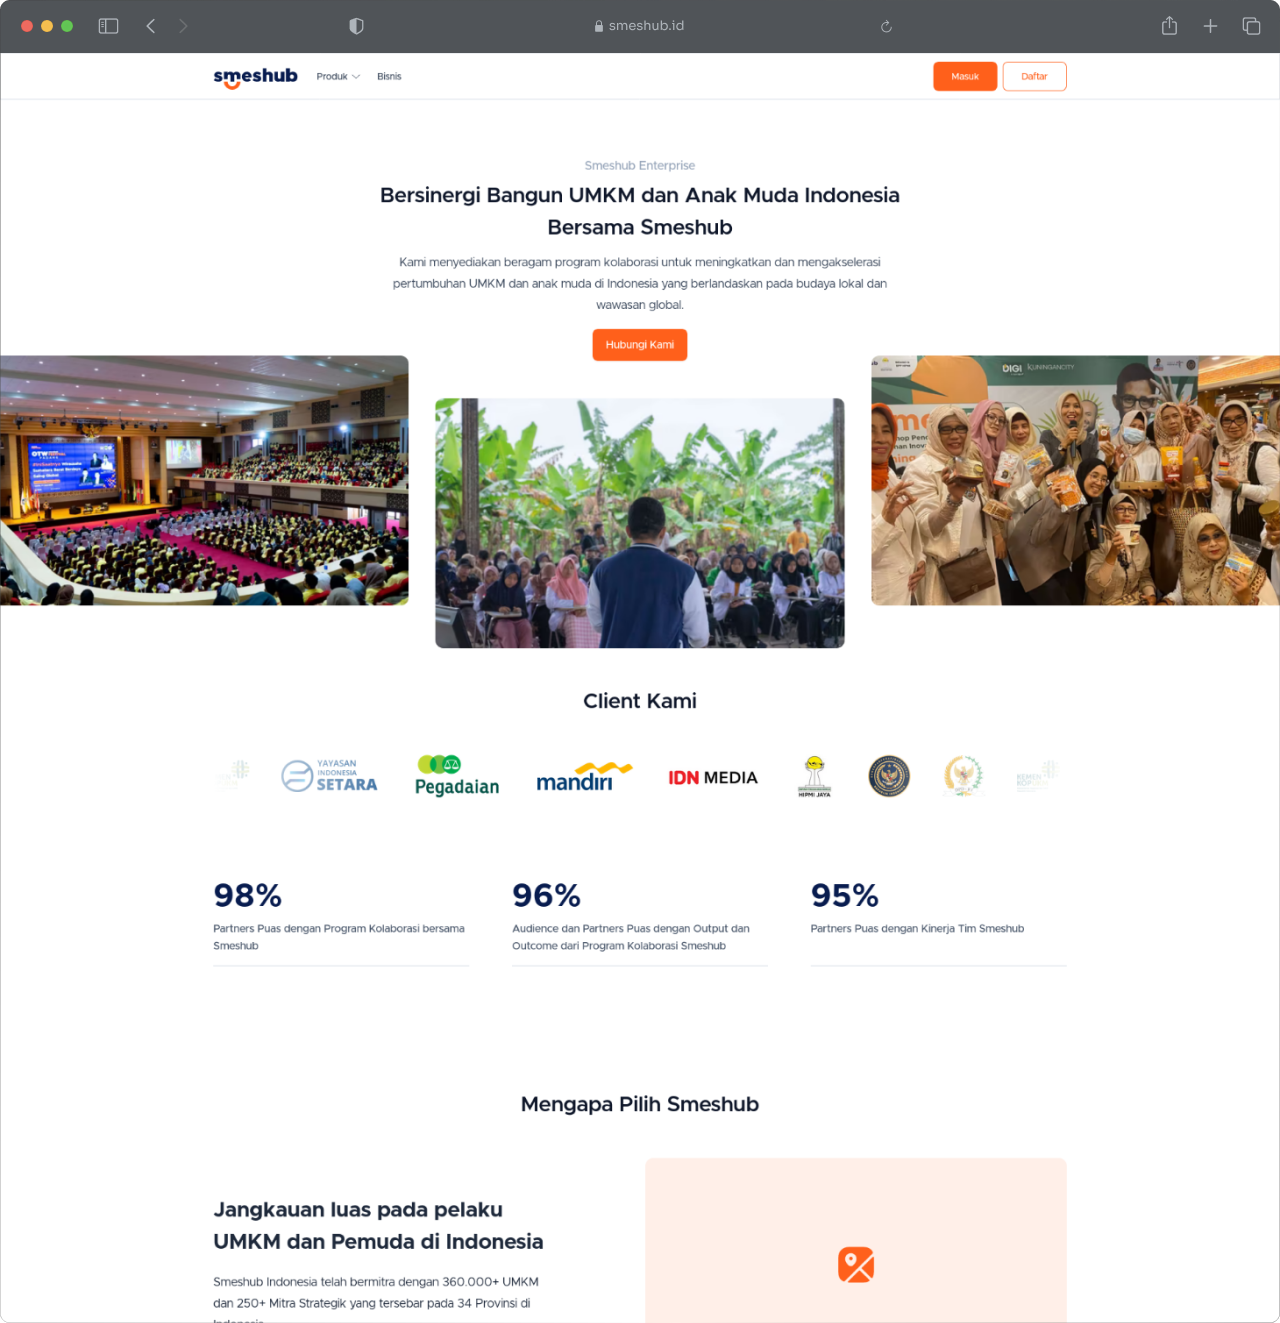 smeshub.id
smeshub
Produk
Bisnis
Masuk
Daftar
Smeshub Enterprise
Bersinergi Bangun UMKM dan Anak Muda Indonesia
Bersama Smeshub
Kami menyediakan beragam program kolaborasi untuk meningkatkan dan mengakselerasi
pertumbuhan UMKM dan anak muda di Indonesia yang berlandaskan pada budaya lokal dan
wawasan global.
Hubungi Kami
OTW
DIGI
KUNINGANCITY
Client Kami
YAYASAN
INDONESIA
SETARA
Pegadaian
mandiri
IDN MEDIA
HIPMI JAYA
98%
Partners Puas dengan Program Kolaborasi bersama
Smeshub
96%
Audience dan Partners Puas dengan Output dan
Outcome dari Program Kolaborasi Smeshub
95%
Partners Puas dengan Kinerja Tim Smeshub
Mengapa Pilih Smeshub
Jangkauan luas pada pelaku
UMKM dan Pemuda di Indonesia
Smeshub Indonesia telah bermitra dengan 360.000+ UMKM
dan 250+ Mitra Strategik yang tersebar pada 34 Provinsi di